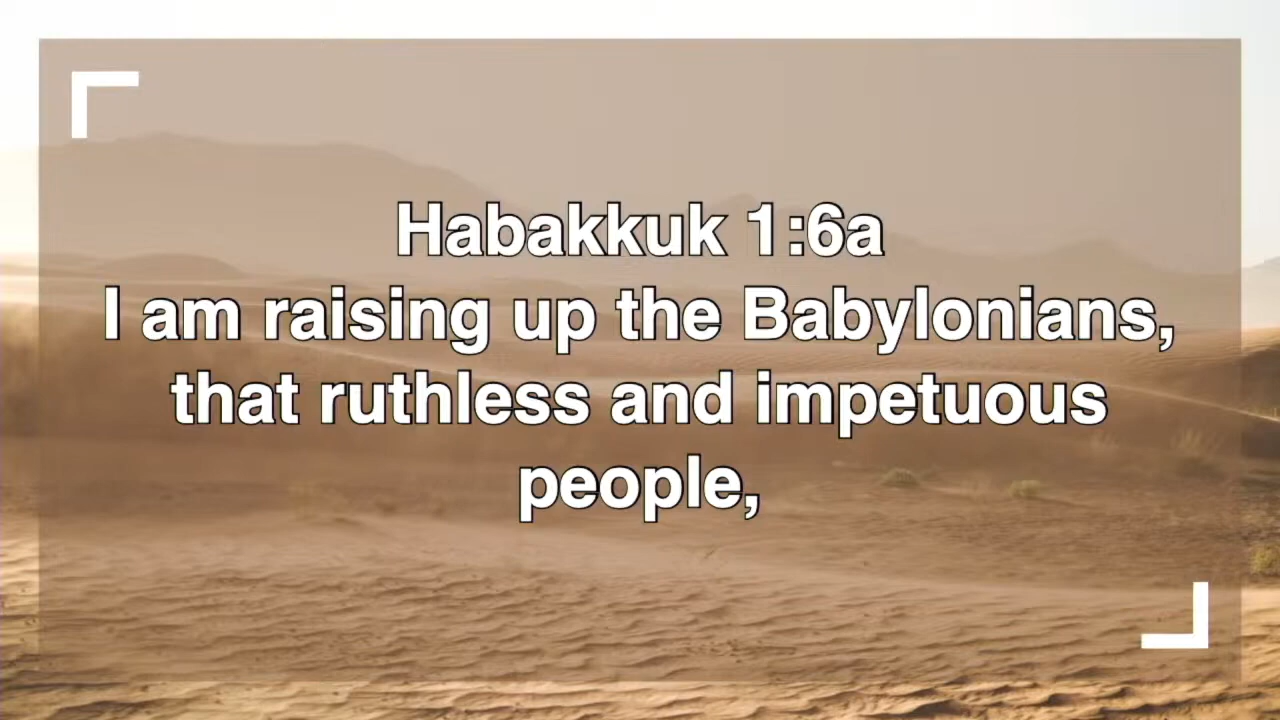 Habakkuk 1:6a
I am raising up the Babylonians,
that ruthless and impetuous
people,